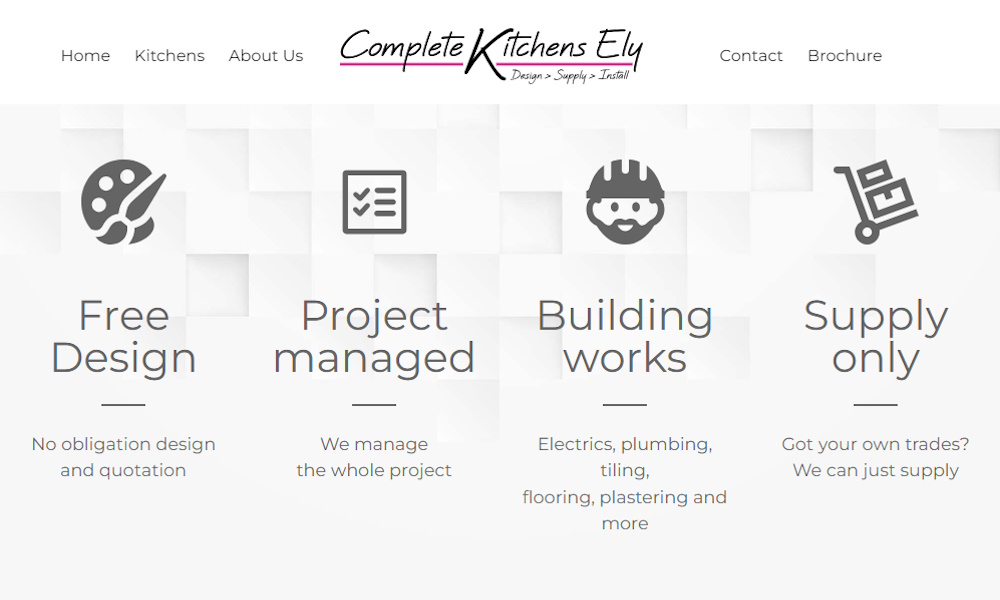 Home Kitchens About Us
Complete Kitchens Ely
Design > Supply > Install
Contact Brochure
Free
Design
No obligation design
and quotation
Project
managed
We manage
the whole project
Building
works
Electrics, plumbing,
tiling,
flooring, plastering and
more
Supply
only
Got your own trades?
We can just supply